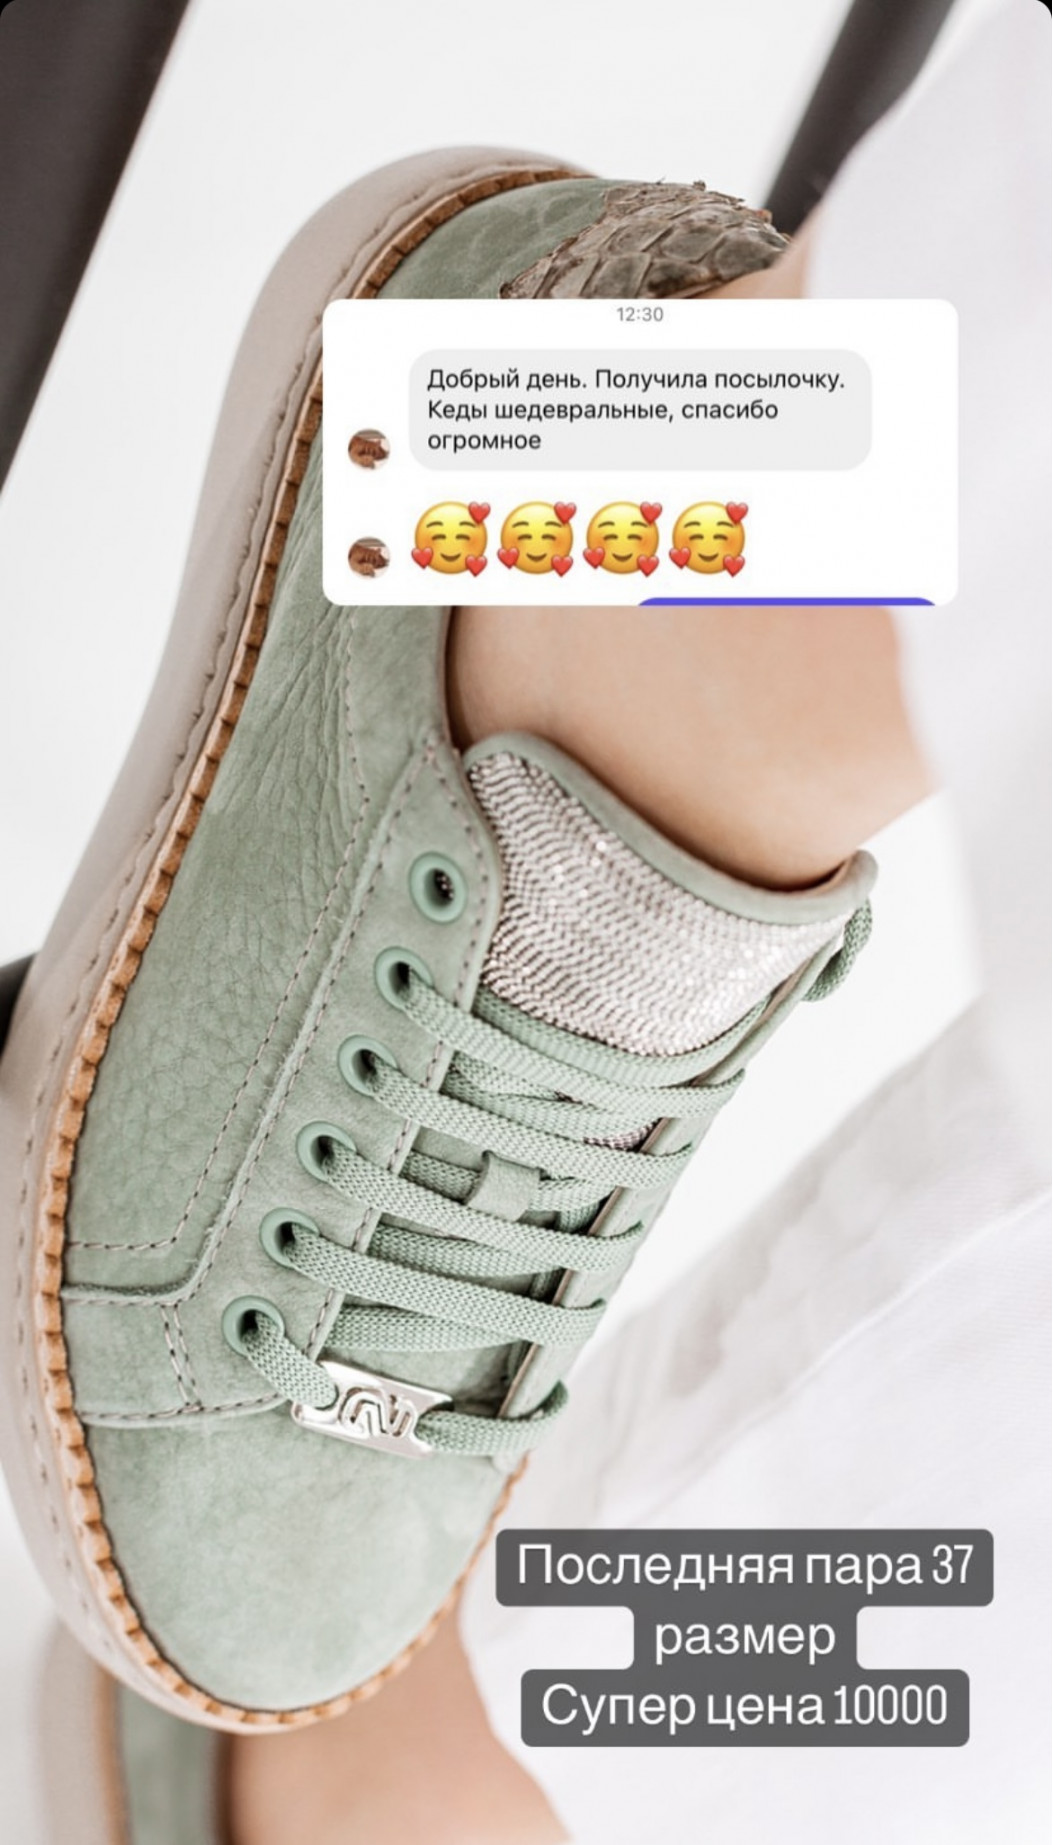 12:30
Добрый день. Получила посылочку.
Кеды шедевральные, спасибо
огромное
🥰🥰🥰🥰
Последняя пара 37
размер
Супер цена 10000